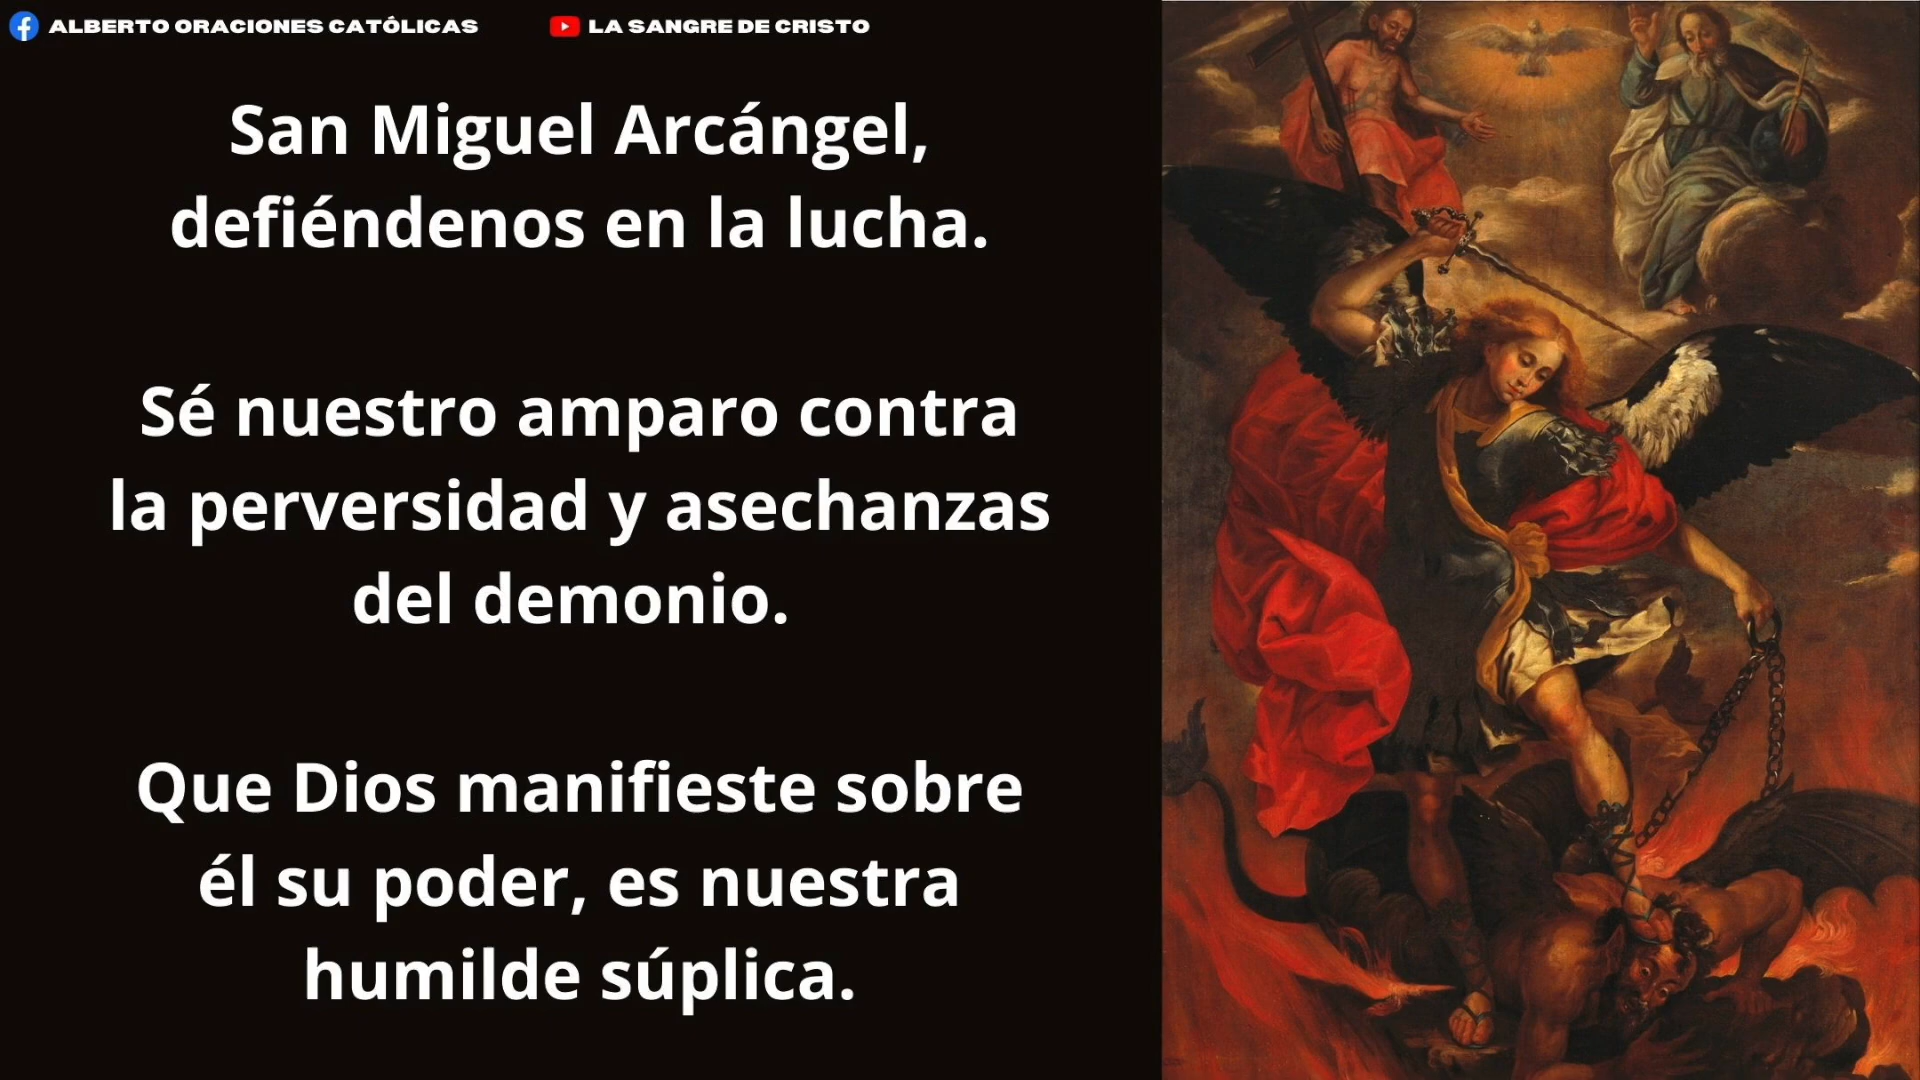 ALBERTO ORACIONES CATÓLICAS
LA SANGRE DE CRISTO
San Miguel Arcángel,
defiéndenos en la lucha.
Sé nuestro amparo contra
la perversidad y asechanzas
del demonio.
Que Dios manifieste sobre
él su poder, es nuestra
humilde súplica.